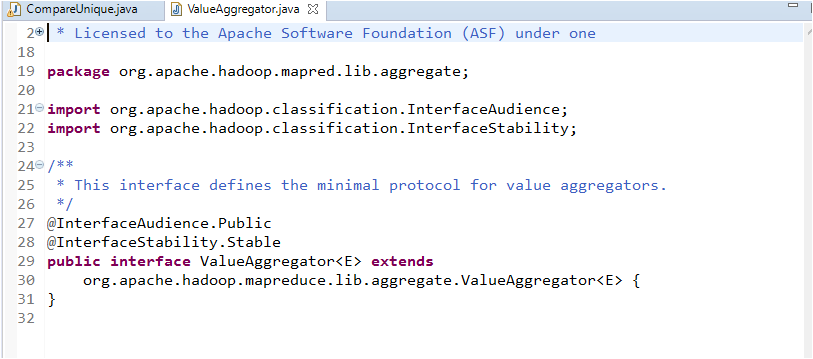 CompareUnique.java
ValueAggregator.java
2 * Licensed to the Apache Software Foundation (ASF) under one
18
19 package org.apache.hadoop.mapred.lib.aggregate;
20
21 import org.apache.hadoop.classification.InterfaceAudience;
22 import org.apache.hadoop.classification.InterfaceStability;
23
24 /**
25  * This interface defines the minimal protocol for value aggregators.
26  */
27 @InterfaceAudience.Public
28 @InterfaceStability.Stable
29 public interface ValueAggregator<E> extends
30     org.apache.hadoop.mapreduce.lib.aggregate.ValueAggregator<E> {
31 }
32